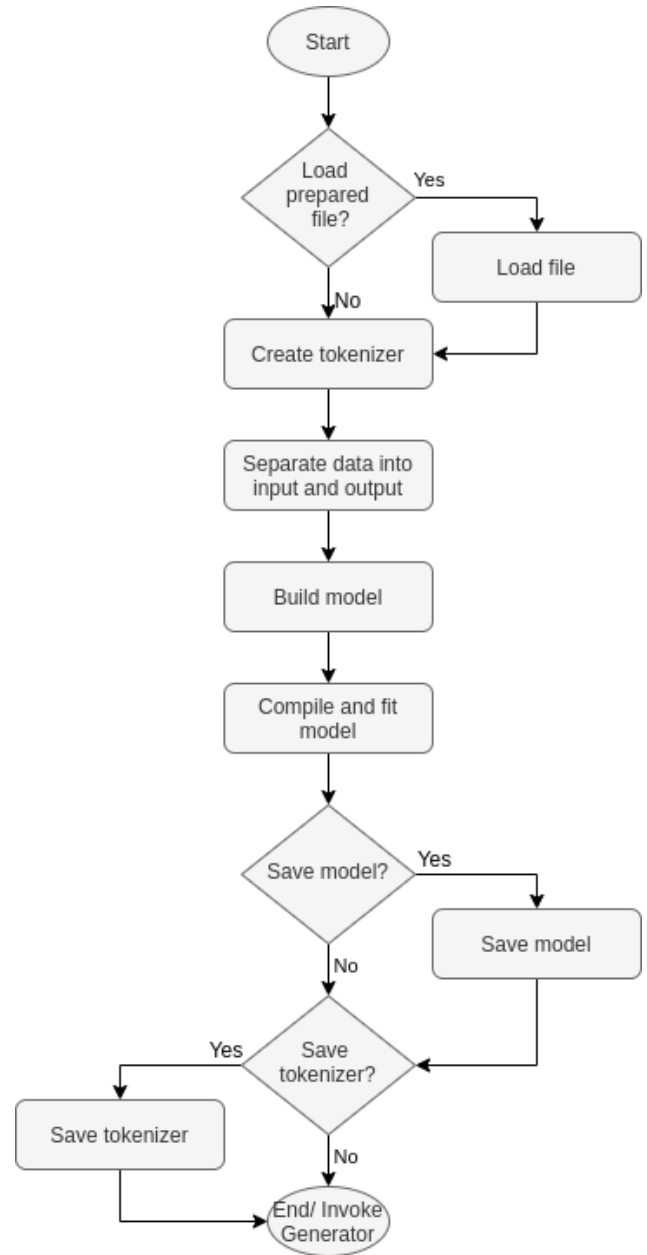 Start
Load
prepared
file?
Yes
Load file
No
Create tokenizer
Separate data into
input and output
Build model
Compile and fit
model
Save model?
Yes
Save model
No
Save
tokenizer?
Yes
Save tokenizer
No
End/ Invoke
Generator